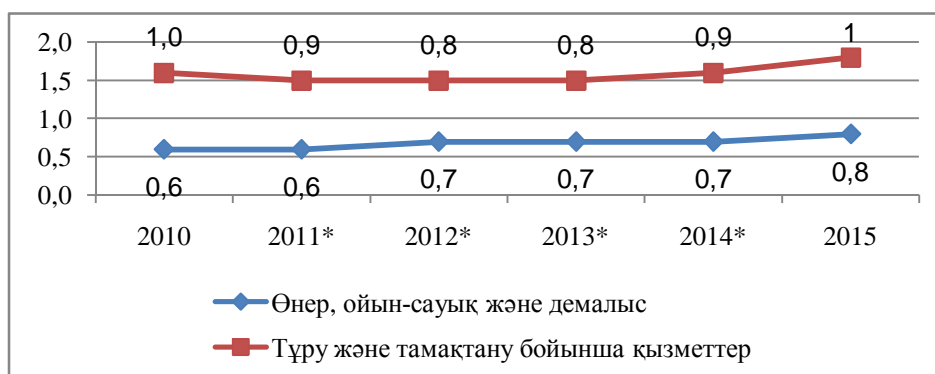 1,0 0,9 0,8 0,8 0,9 1
2,0
1,5
1,0
0,5
0,0
0,6 0,6 0,7 0,7 0,7 0,8
2010 2011* 2012* 2013* 2014* 2015
Өнер, ойын-сауық және демалыс
Тұру және тамақтану бойынша қызметтер